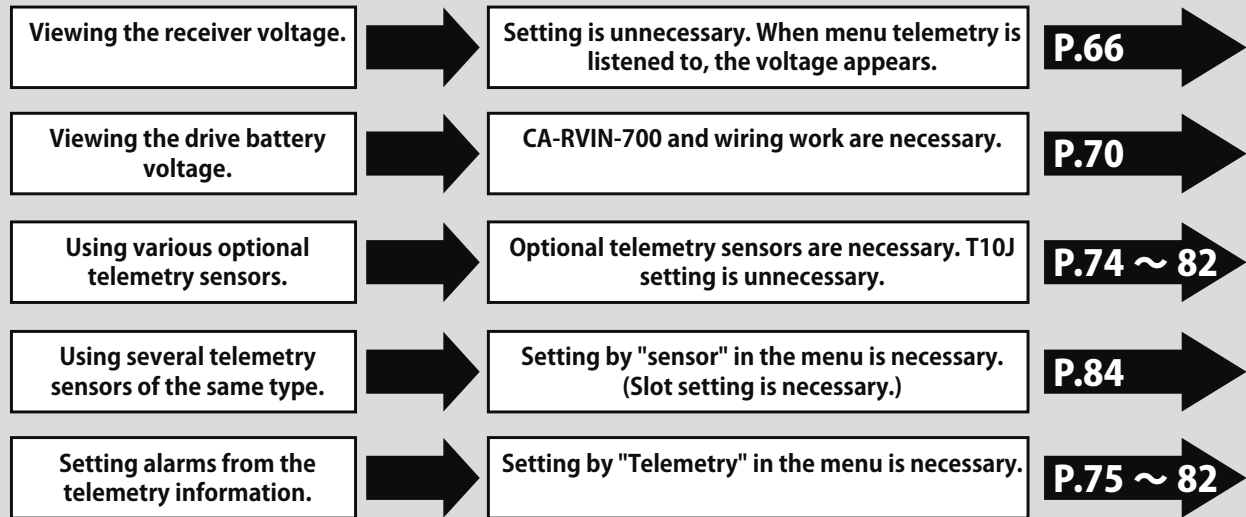 Viewing the receiver voltage.
Setting is unnecessary. When menu telemetry is
listened to, the voltage appears.
P.66
Viewing the drive battery
voltage.
CA-RVIN-700 and wiring work are necessary.
P.70
Using various optional
telemetry sensors.
Optional telemetry sensors are necessary. T10J
setting is unnecessary.
P.74 ～ 82
Using several telemetry
sensors of the same type.
Setting by "sensor" in the menu is necessary.
(Slot setting is necessary.)
P.84
Setting alarms from the
telemetry information.
Setting by "Telemetry" in the menu is necessary.
P.75 ～ 82